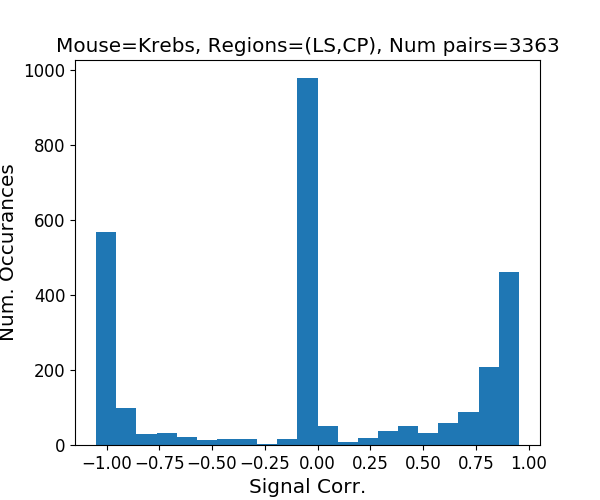 Mouse=Krebs, Regions=(LS,CP), Num pairs=3363
1000
800
600
400
200
0
Num. Occurances
−1.00 −0.75 −0.50 −0.25 0.00 0.25 0.50 0.75 1.00
Signal Corr.